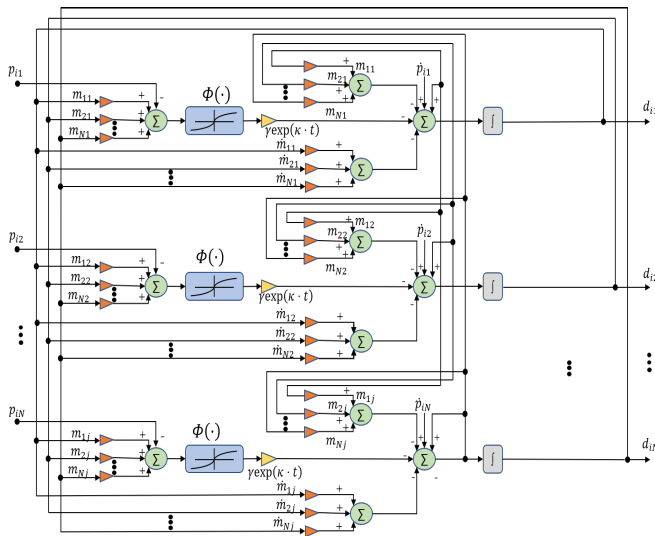 p_{i1}
m_{11}
m_{21}
m_{N1}
+
+
+
-
Σ
Φ(·)
γexp(κ · t)
m_{11}
m_{21}
m_{N1}
+
+
+
Σ
ṗ_{i1}
-
+
+
-
-
Σ
∫
d_{i1}
ṁ_{11}
ṁ_{21}
ṁ_{N1}
+
+
+
Σ
p_{i2}
m_{12}
m_{22}
m_{N2}
+
+
+
-
Σ
Φ(·)
γexp(κ · t)
m_{12}
m_{22}
m_{N2}
+
+
+
Σ
ṗ_{i2}
-
+
+
-
-
Σ
∫
d_{i2}
ṁ_{12}
ṁ_{22}
ṁ_{N2}
+
+
+
Σ
p_{iN}
m_{1j}
m_{2j}
m_{Nj}
+
+
+
-
Σ
Φ(·)
γexp(κ · t)
m_{1j}
m_{2j}
m_{Nj}
+
+
+
Σ
ṗ_{iN}
-
+
+
-
-
Σ
∫
d_{iN}
ṁ_{1j}
ṁ_{2j}
ṁ_{Nj}
+
+
+
Σ